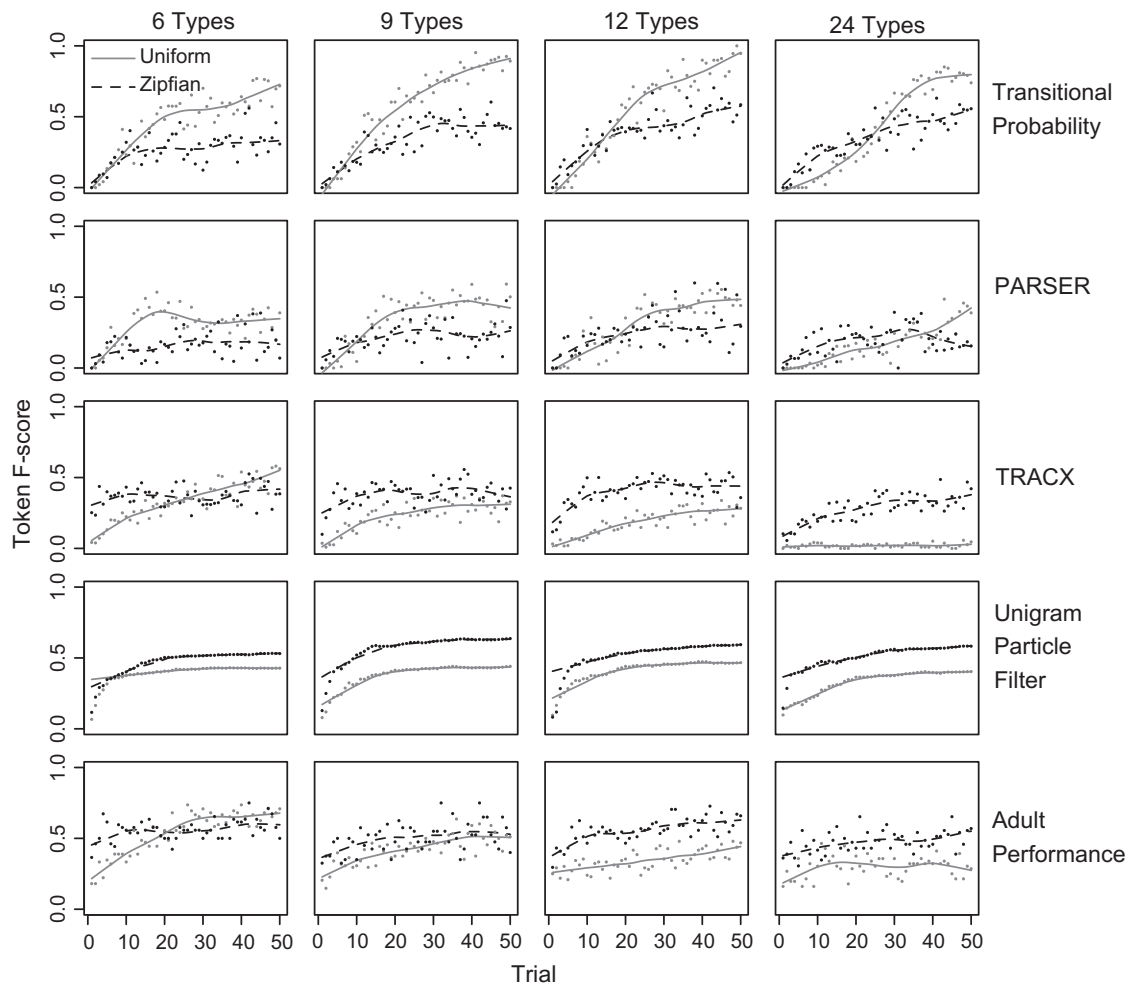 6 Types
9 Types
12 Types
24 Types
1.0
Uniform
Zipfian
0.5
0.0
Transitional
Probability
1.0
0.5
0.0
PARSER
1.0
0.5
0.0
TRACX
Token F-score
1.0
0.5
0.0
Unigram
Particle
Filter
1.0
0.5
0.0
Adult
Performance
0 10 20 30 40 50
0 10 20 30 40 50
0 10 20 30 40 50
0 10 20 30 40 50
Trial